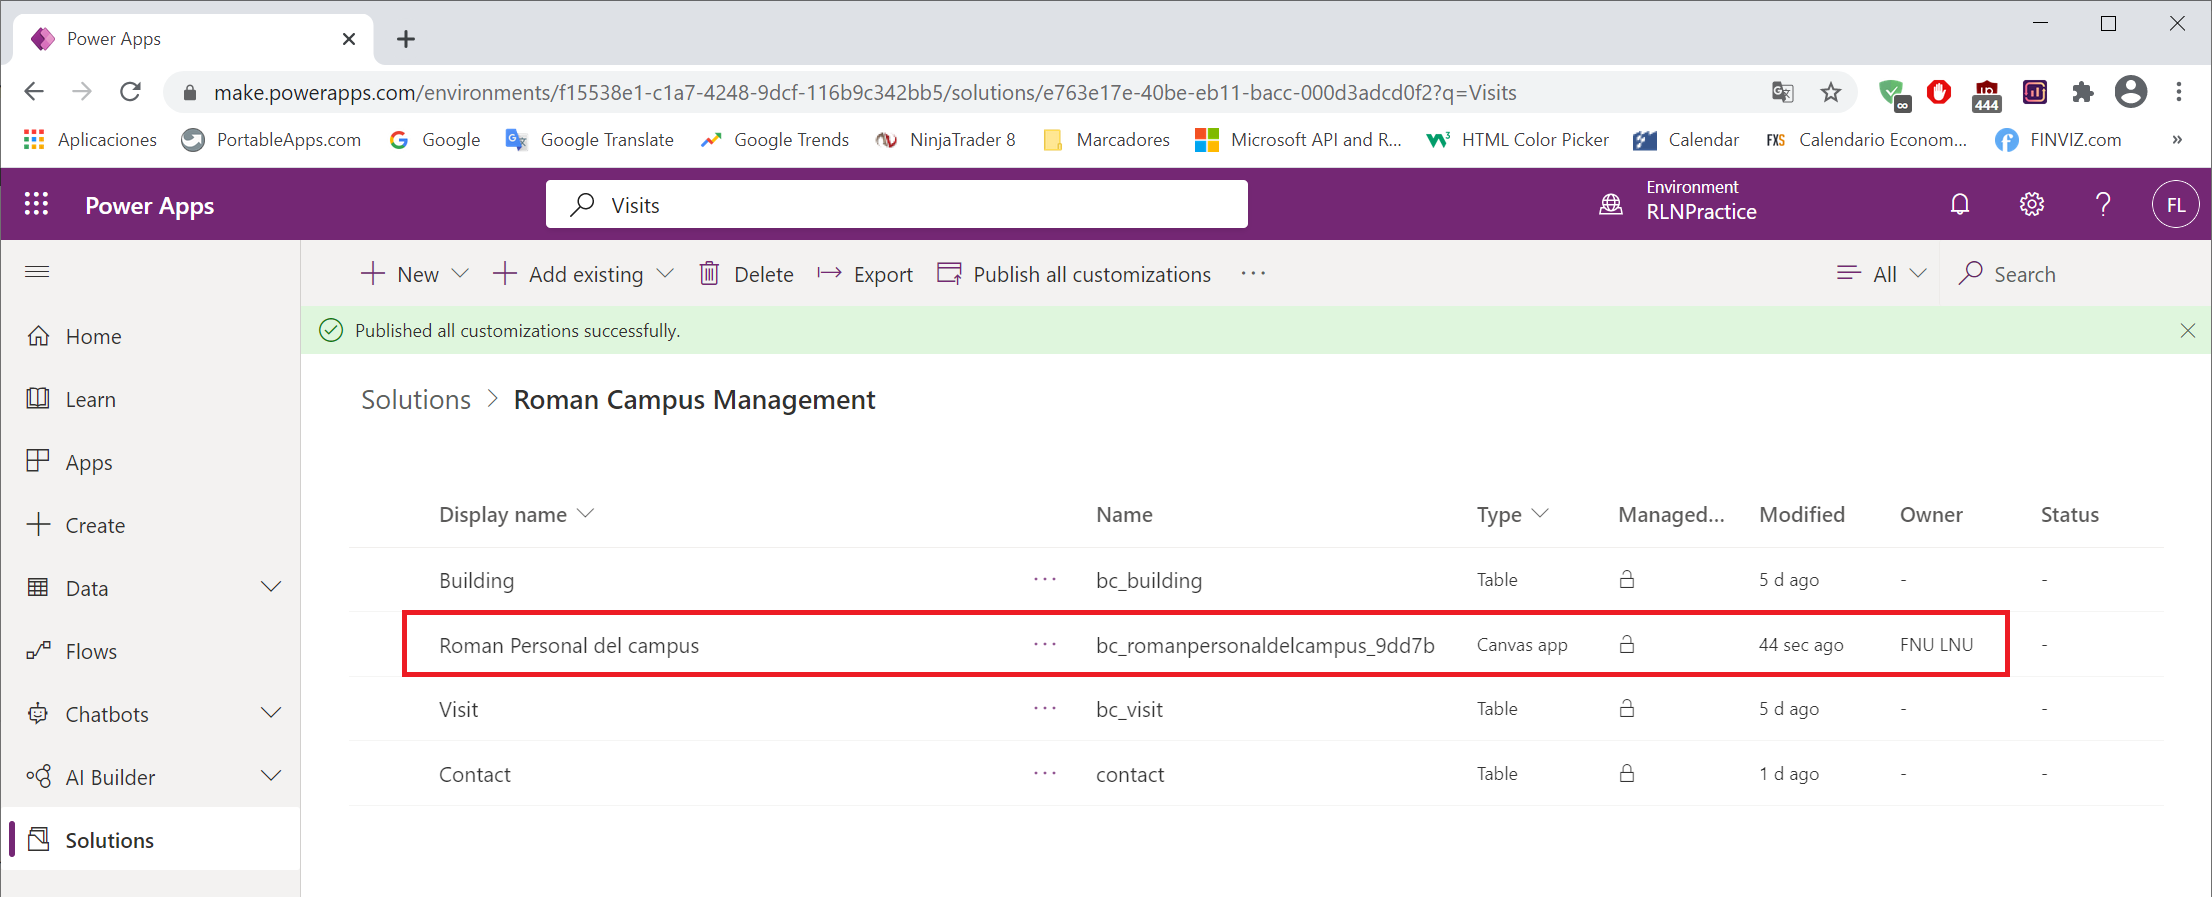 Power Apps
make.powerapps.com/environments/f15538e1-c1a7-4248-9dcf-116b9c342bb5/solutions/e763e17e-40be-eb11-bacc-000d3adcd0f2?q=Visits
∞ 444
Aplicaciones PortableApps.com Google Google Translate Google Trends NinjaTrader 8 Marcadores Microsoft API and R... HTML Color Picker FXS Calendar Calendario Econom... FINVIZ.com »
Power Apps Visits Environment
RLNPractice ? FL
New Add existing Delete Export Publish all customizations ... All Search
Published all customizations successfully.
Solutions > Roman Campus Management
Home
Learn
Apps
Create
Data
Flows
Chatbots
AI Builder
Solutions
Display name Name Type Managed... Modified Owner Status
Building ... bc_building Table 5 d ago - -
Roman Personal del campus ... bc_romanpersonaldelcampus_9dd7b Canvas app 44 sec ago FNU LNU -
Visit ... bc_visit Table 5 d ago - -
Contact ... contact Table 1 d ago - -